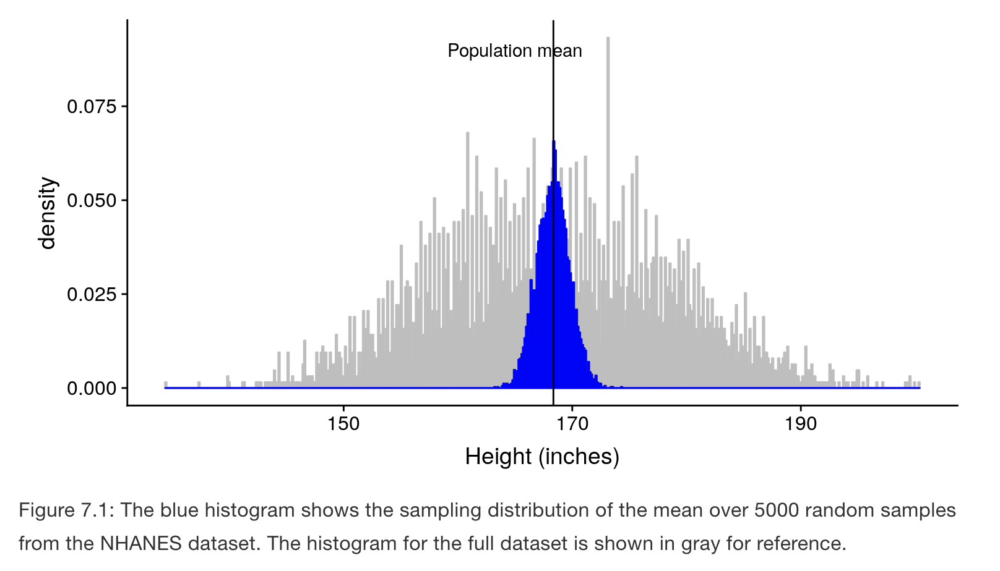 Population mean
0.075
0.050
0.025
0.000
density
150 170 190
Height (inches)
Figure 7.1: The blue histogram shows the sampling distribution of the mean over 5000 random samples
from the NHANES dataset. The histogram for the full dataset is shown in gray for reference.